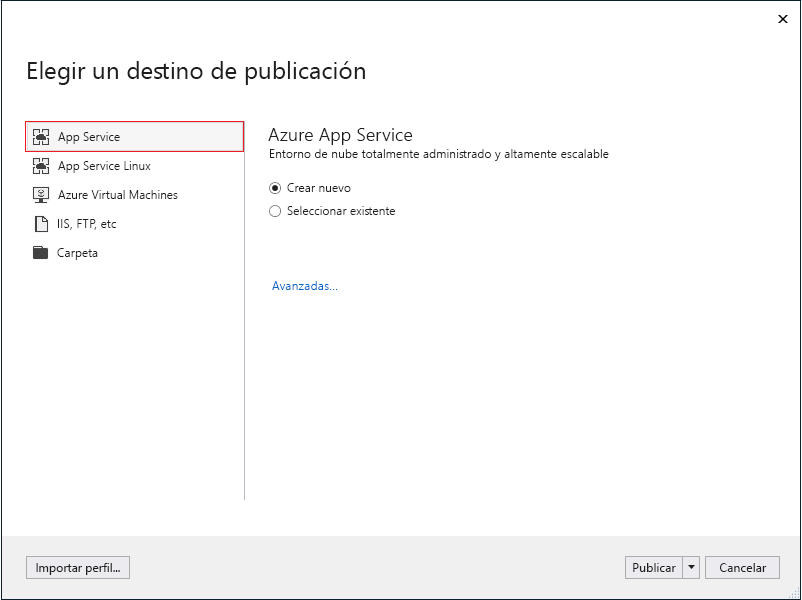 Elegir un destino de publicación
App Service
App Service Linux
Azure Virtual Machines
IIS, FTP, etc
Carpeta
Azure App Service
Entorno de nube totalmente administrado y altamente escalable
Crear nuevo
Seleccionar existente
Avanzadas...
Importar perfil...
Publicar
Cancelar